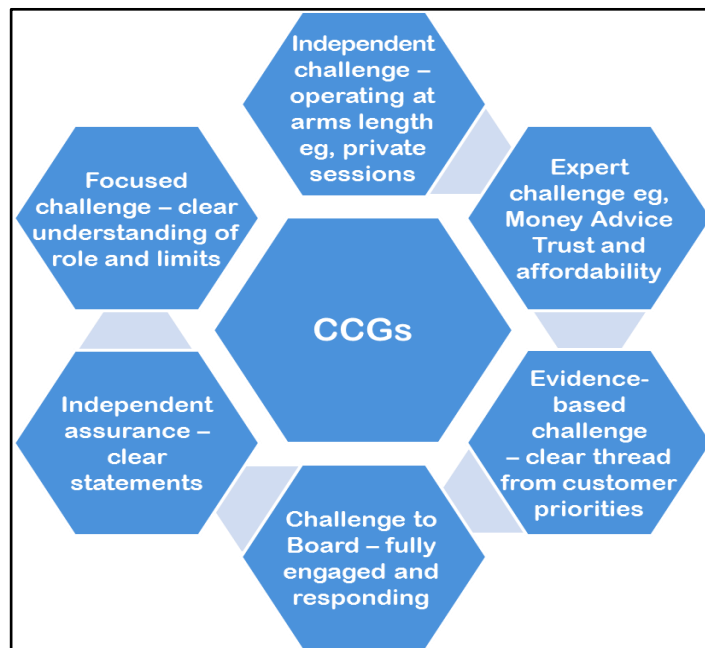 Independent
challenge –
operating at
arms length
eg, private
sessions
Expert
challenge eg,
Money Advice
Trust and
affordability
Evidence-
based
challenge
– clear thread
from customer
priorities
Challenge to
Board – fully
engaged and
responding
Independent
assurance –
clear
statements
Focused
challenge – clear
understanding of
role and limits
CCGs